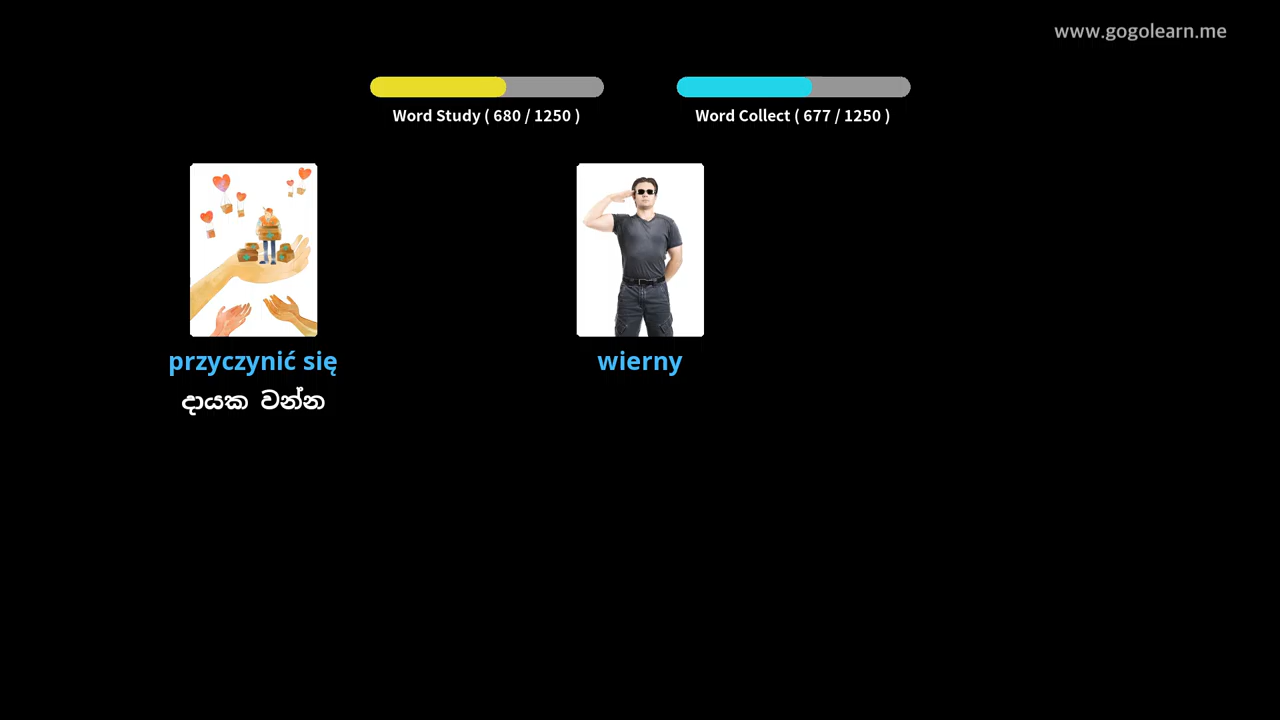 www.gogolearn.me
Word Study ( 680 / 1250 )
Word Collect ( 677 / 1250 )
przyczynić się
wierny
දායක වන්න